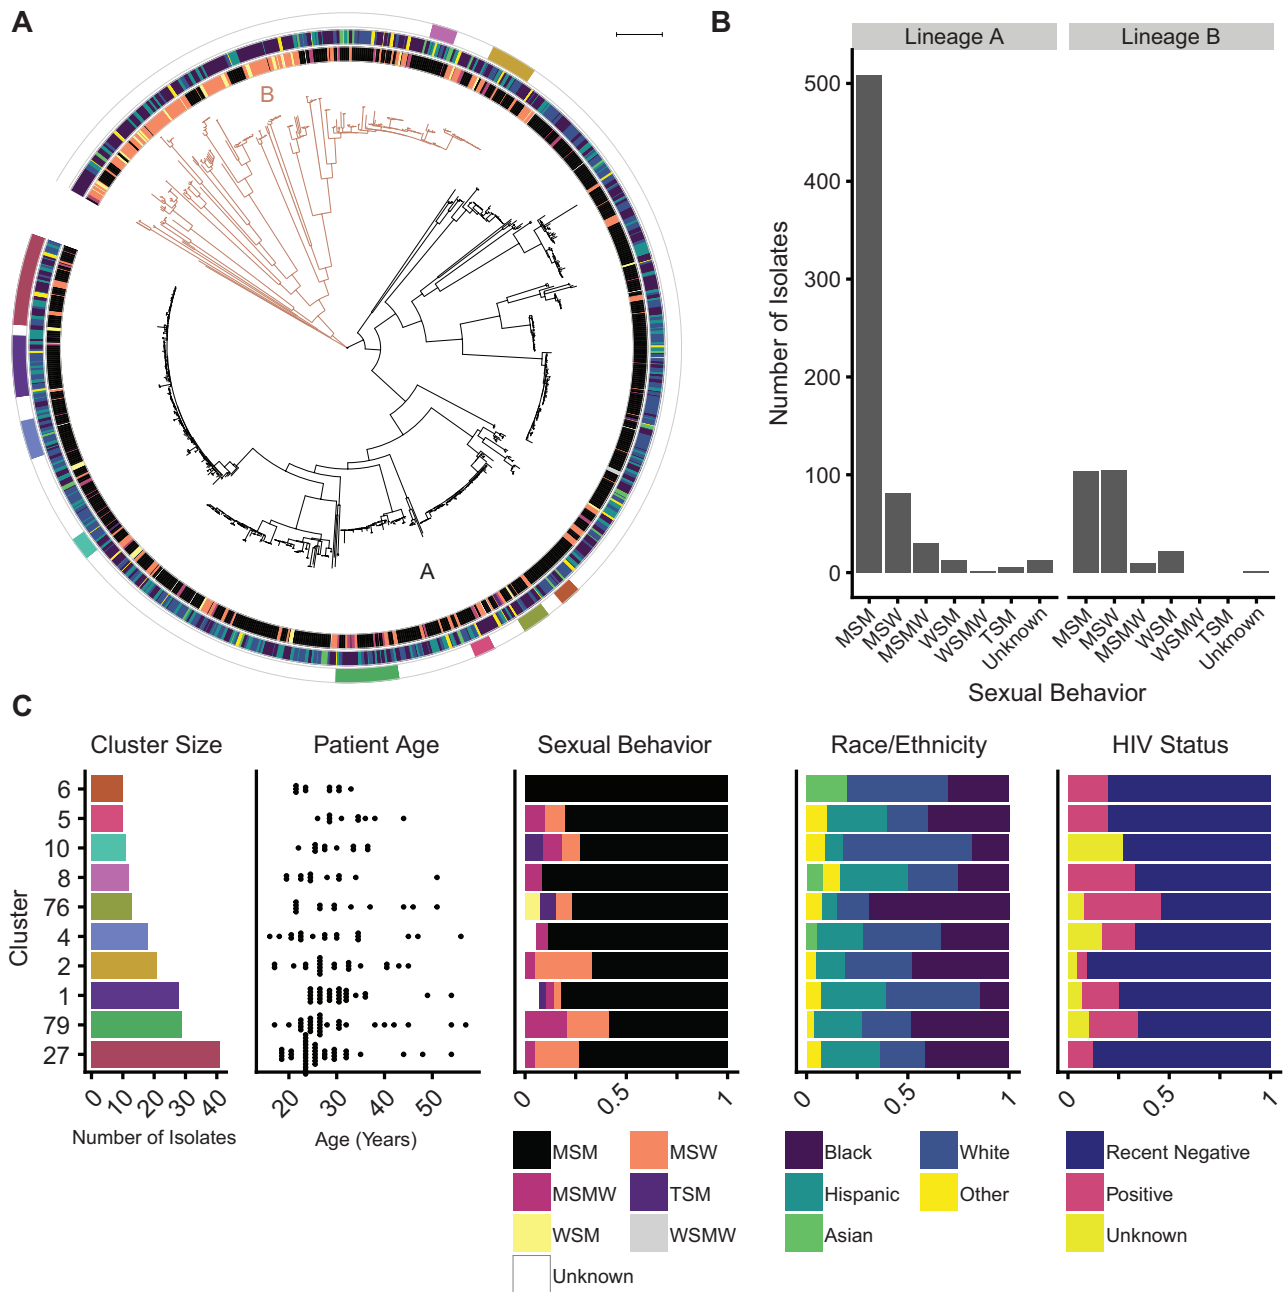 A
B
A
B
Lineage A
Lineage B
Number of Isolates
500
400
300
200
100
0
MSM
MSW
MSMW
WSM
WSMW
TSM
Unknown
MSM
MSW
MSMW
WSM
WSMW
TSM
Unknown
Sexual Behavior
C
Cluster Size
Patient Age
Sexual Behavior
Race/Ethnicity
HIV Status
Cluster
6
5
10
8
76
4
2
1
79
27
0 10 20 30 40
20 30 40 50
0 0.5 1
0 0.5 1
0 0.5 1
Number of Isolates
Age (Years)
MSM
MSW
MSMW
TSM
WSM
WSMW
Unknown
Black
White
Hispanic
Other
Asian
Recent Negative
Positive
Unknown